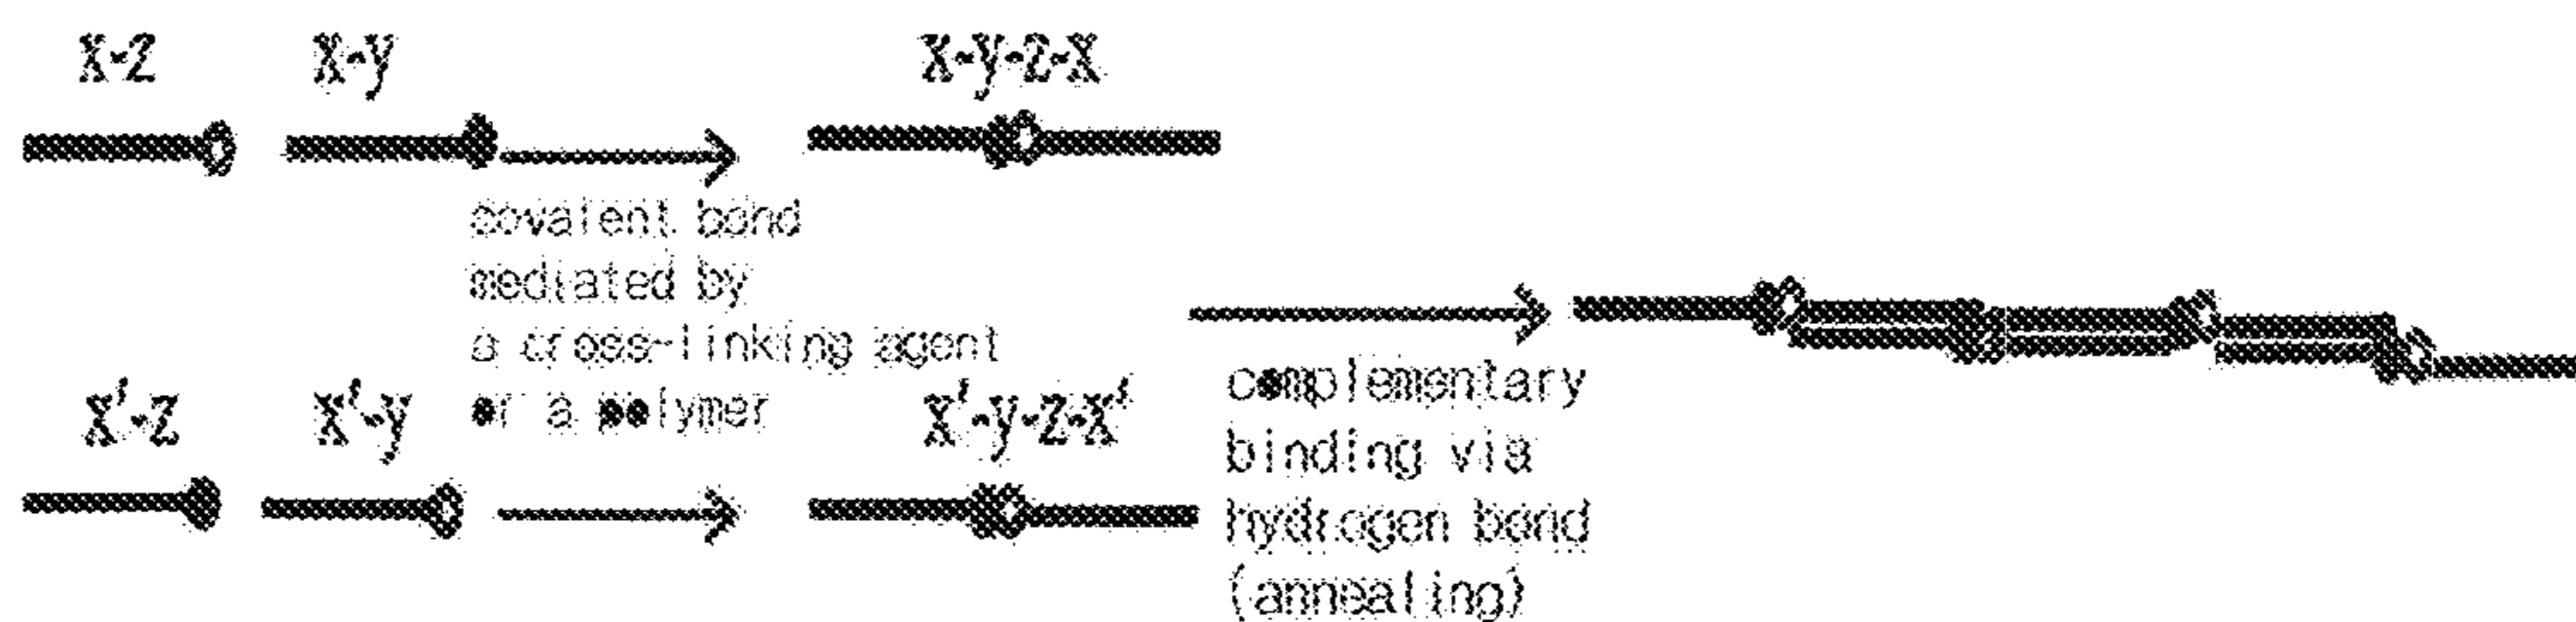 X-Z
X-y
X-y-Z-X
covalent bond
mediated by
a cross-linking agent
or a polymer
X'-Z
X'-y
X'-y-Z-X'
complementary
binding via
hydrogen bond
(annealing)